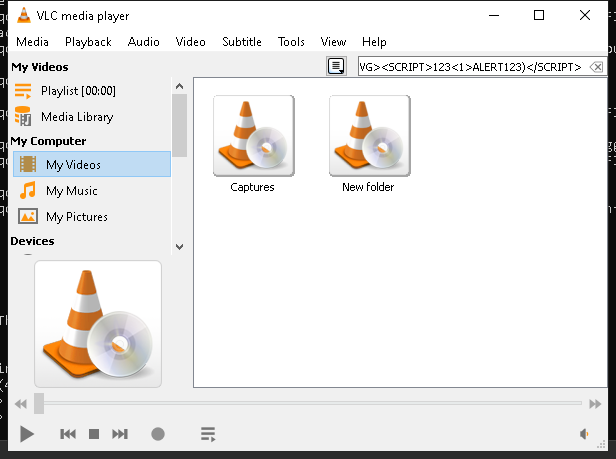 VLC media player
Media Playback Audio Video Subtitle Tools View Help
My Videos
VG><SCRIPT>123<1>ALERT123)</SCRIPT>
Playlist [00:00]
Media Library
My Computer
My Videos
My Music
My Pictures
Devices
Captures
New folder